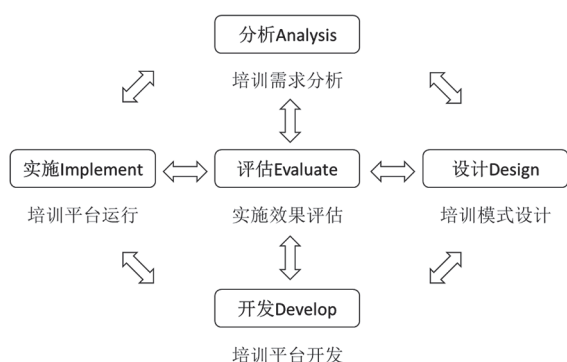 分析Analysis
培训需求分析
实施Implement
评估Evaluate
设计Design
培训平台运行
实施效果评估
培训模式设计
开发Develop
培训平台开发